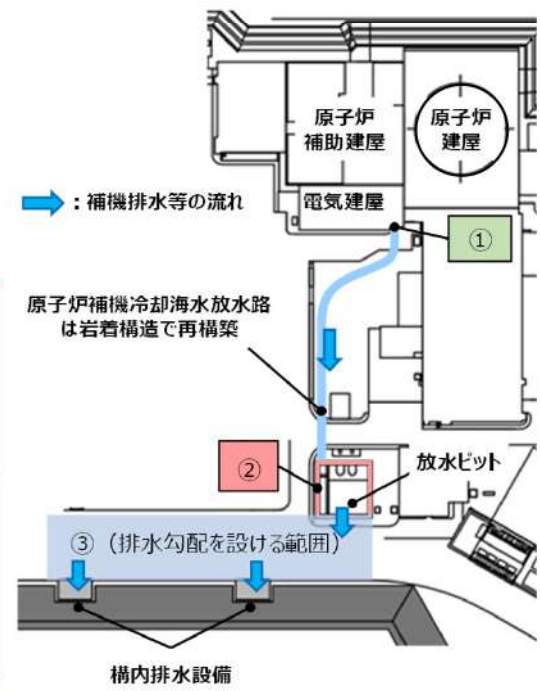 原子炉
補助建屋
原子炉
建屋
：補機排水等の流れ
電気建屋
①
原子炉補機冷却海水放水路
は岩着構造で再構築
②
放水ピット
③（排水勾配を設ける範囲）
構内排水設備